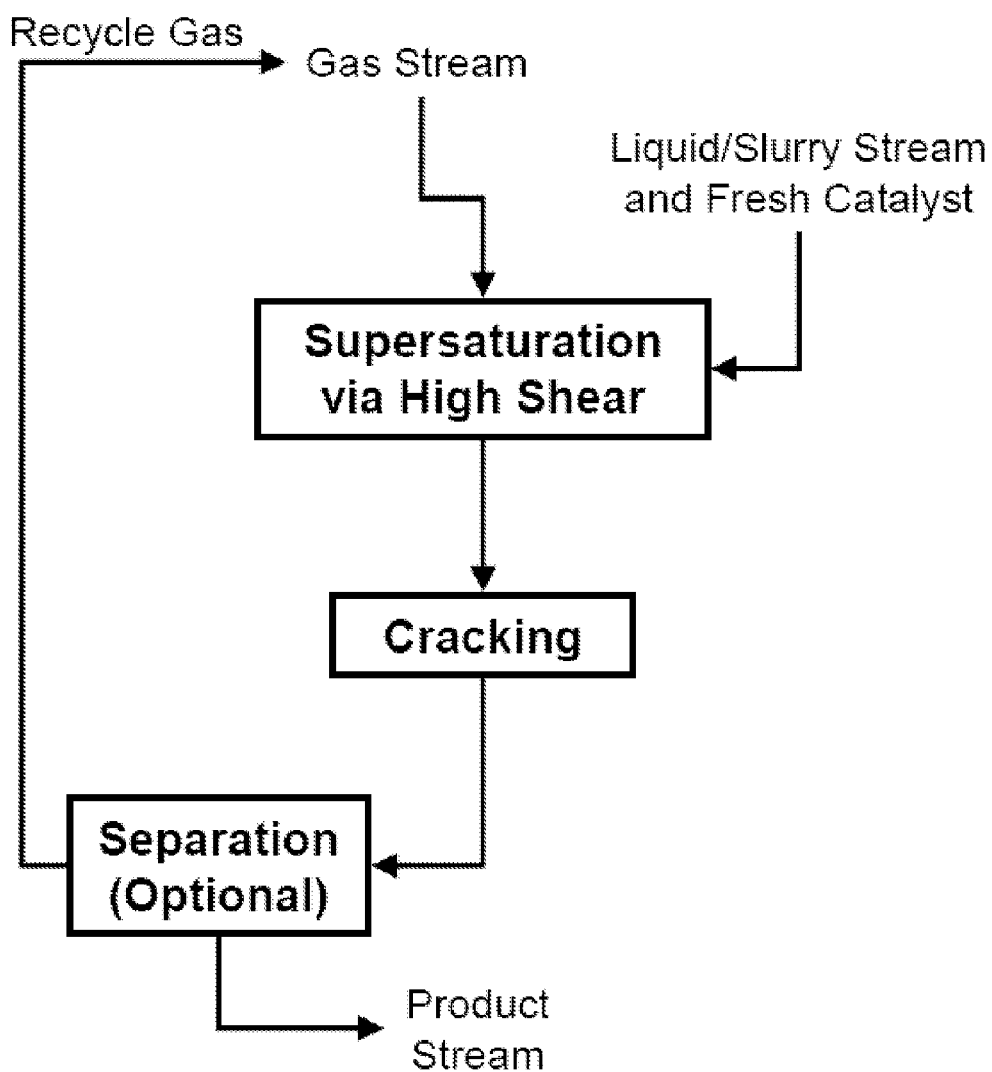 Recycle Gas
Gas Stream
Liquid/Slurry Stream
and Fresh Catalyst
Supersaturation
via High Shear
Cracking
Separation
(Optional)
Product
Stream